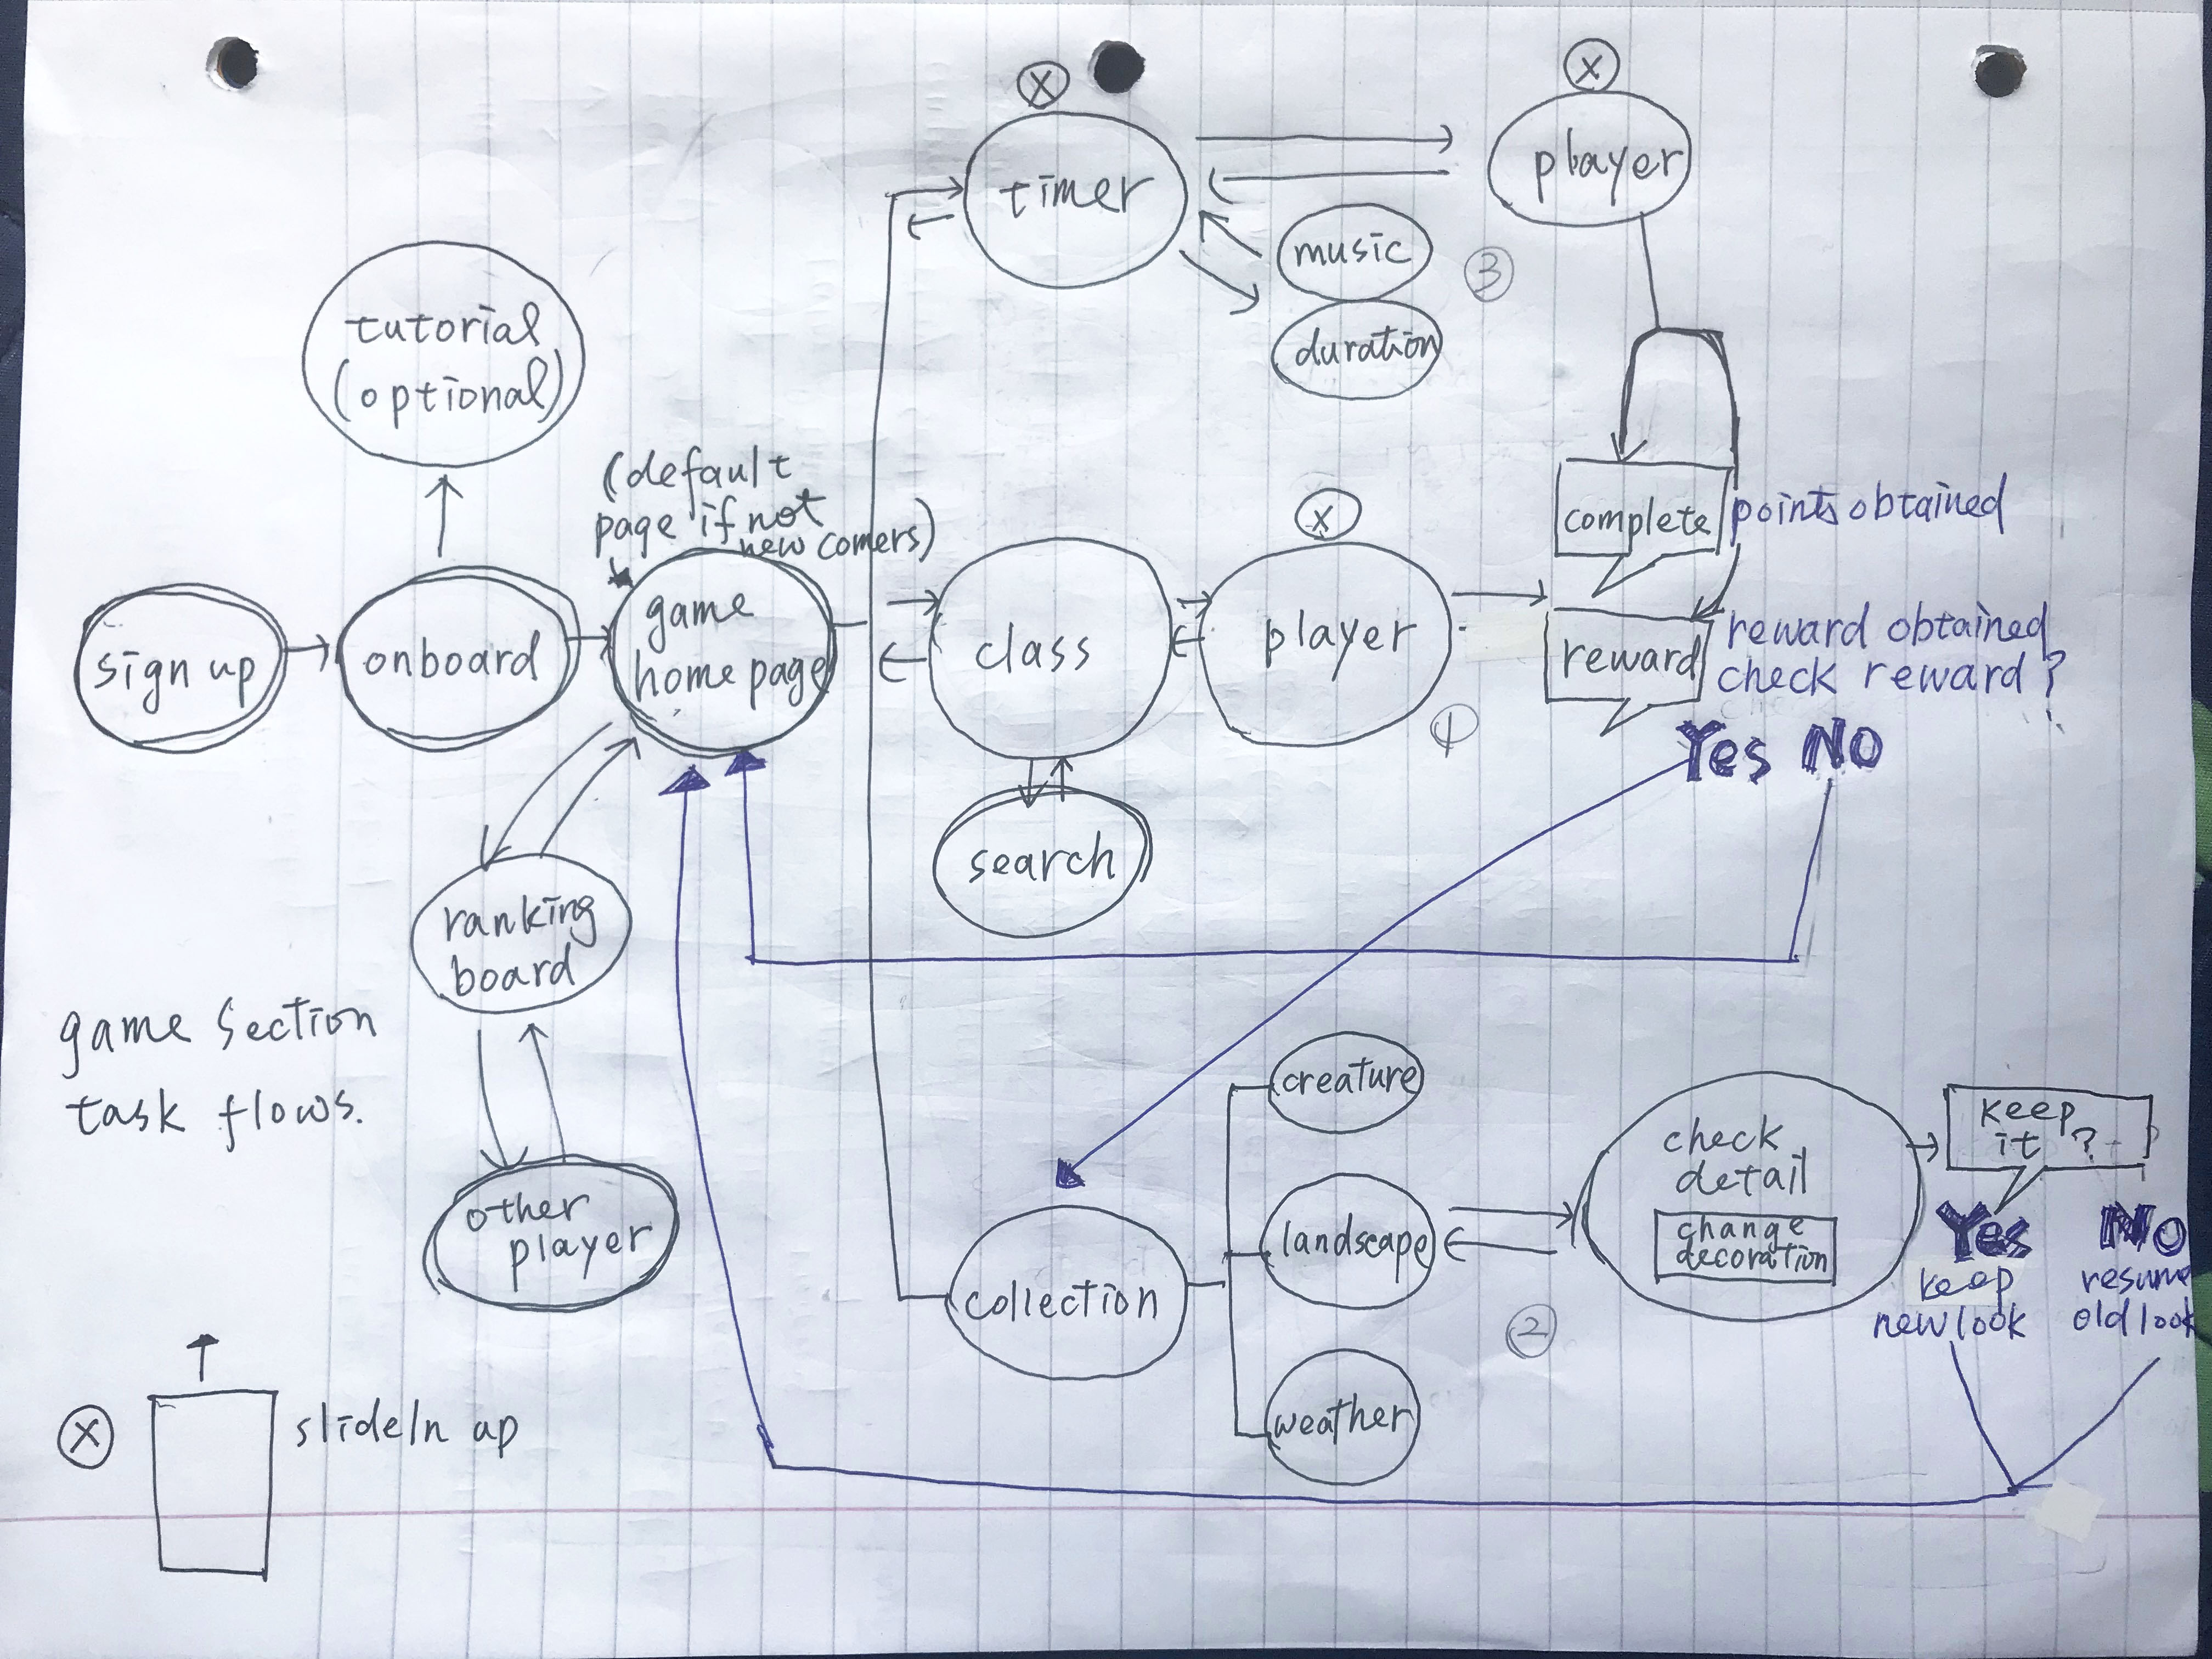 X
X
timer
player
music
3
duration
tutorial
(optional)
(default
page if not
new comers)
complete
points obtained
X
sign up
onboard
game
home page
class
player
reward
reward obtained
check reward?
1
Yes No
search
ranking
board
game section
task flows.
other
player
creature
landscape
weather
collection
check
detail
change
decoration
2
keep
it ?
Yes
keep
new look
No
resume
old look
X
slideIn up